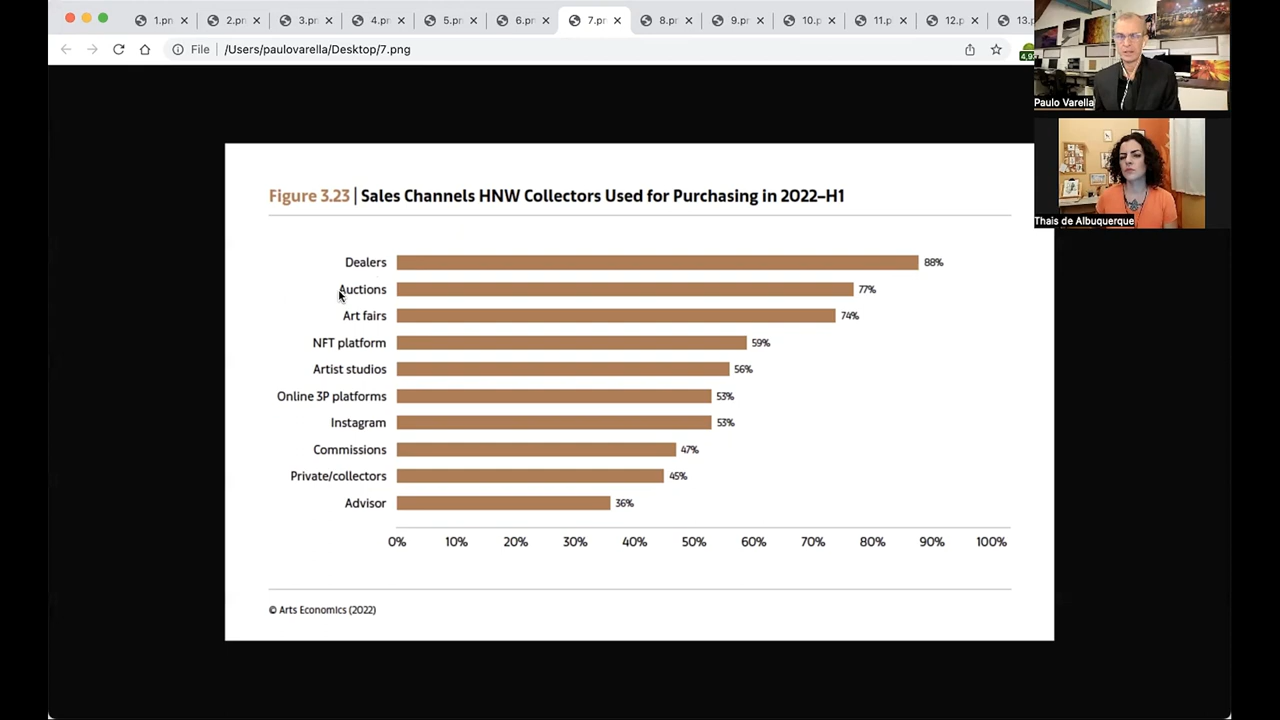 1.pn
2.pn
3.pn
4.pn
5.pn
6.pn
7.pn
8.pn
9.pn
10.p
11.p
12.p
13.
File
/Users/paulovarella/Desktop/7.png
Paulo Varella
Thais de Albuquerque
Figure 3.23 | Sales Channels HNW Collectors Used for Purchasing in 2022–H1
Dealers 88%
Auctions 77%
Art fairs 74%
NFT platform 59%
Artist studios 56%
Online 3P platforms 53%
Instagram 53%
Commissions 47%
Private/collectors 45%
Advisor 36%
0% 10% 20% 30% 40% 50% 60% 70% 80% 90% 100%
© Arts Economics (2022)